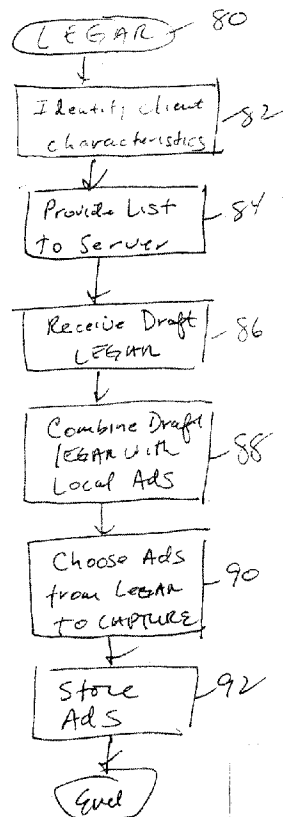 LEGAR 80
Identify client
characteristics 82
Provide List
to Server 84
Receive Draft
LEGAR 86
Combine Draft
LEGAR with
Local Ads 88
Choose Ads
from LEGAR
TO CAPTURE 90
Store
Ads 92
End